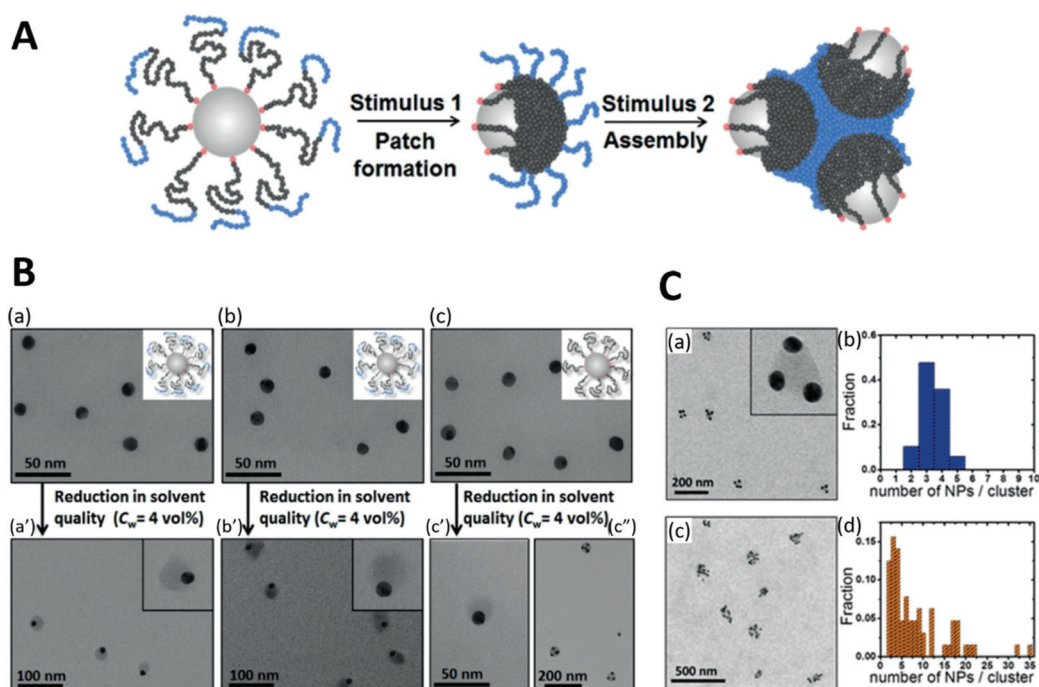 A
Stimulus 1
Patch
formation
Stimulus 2
Assembly
B
(a)
50 nm
(b)
50 nm
(c)
50 nm
Reduction in solvent
quality (Cw= 4 vol%)
Reduction in solvent
quality (Cw= 4 vol%)
Reduction in solvent
quality (Cw= 4 vol%)
(a')
100 nm
(b')
100 nm
(c')
50 nm
(c'')
200 nm
C
(a)
200 nm
(b)
Fraction
0.6
0.4
0.2
0.0
0 1 2 3 4 5 6 7 8 9 10
number of NPs / cluster
(c)
500 nm
(d)
Fraction
0.15
0.10
0.05
0.00
0 5 10 15 20 25 30 35
number of NPs / cluster